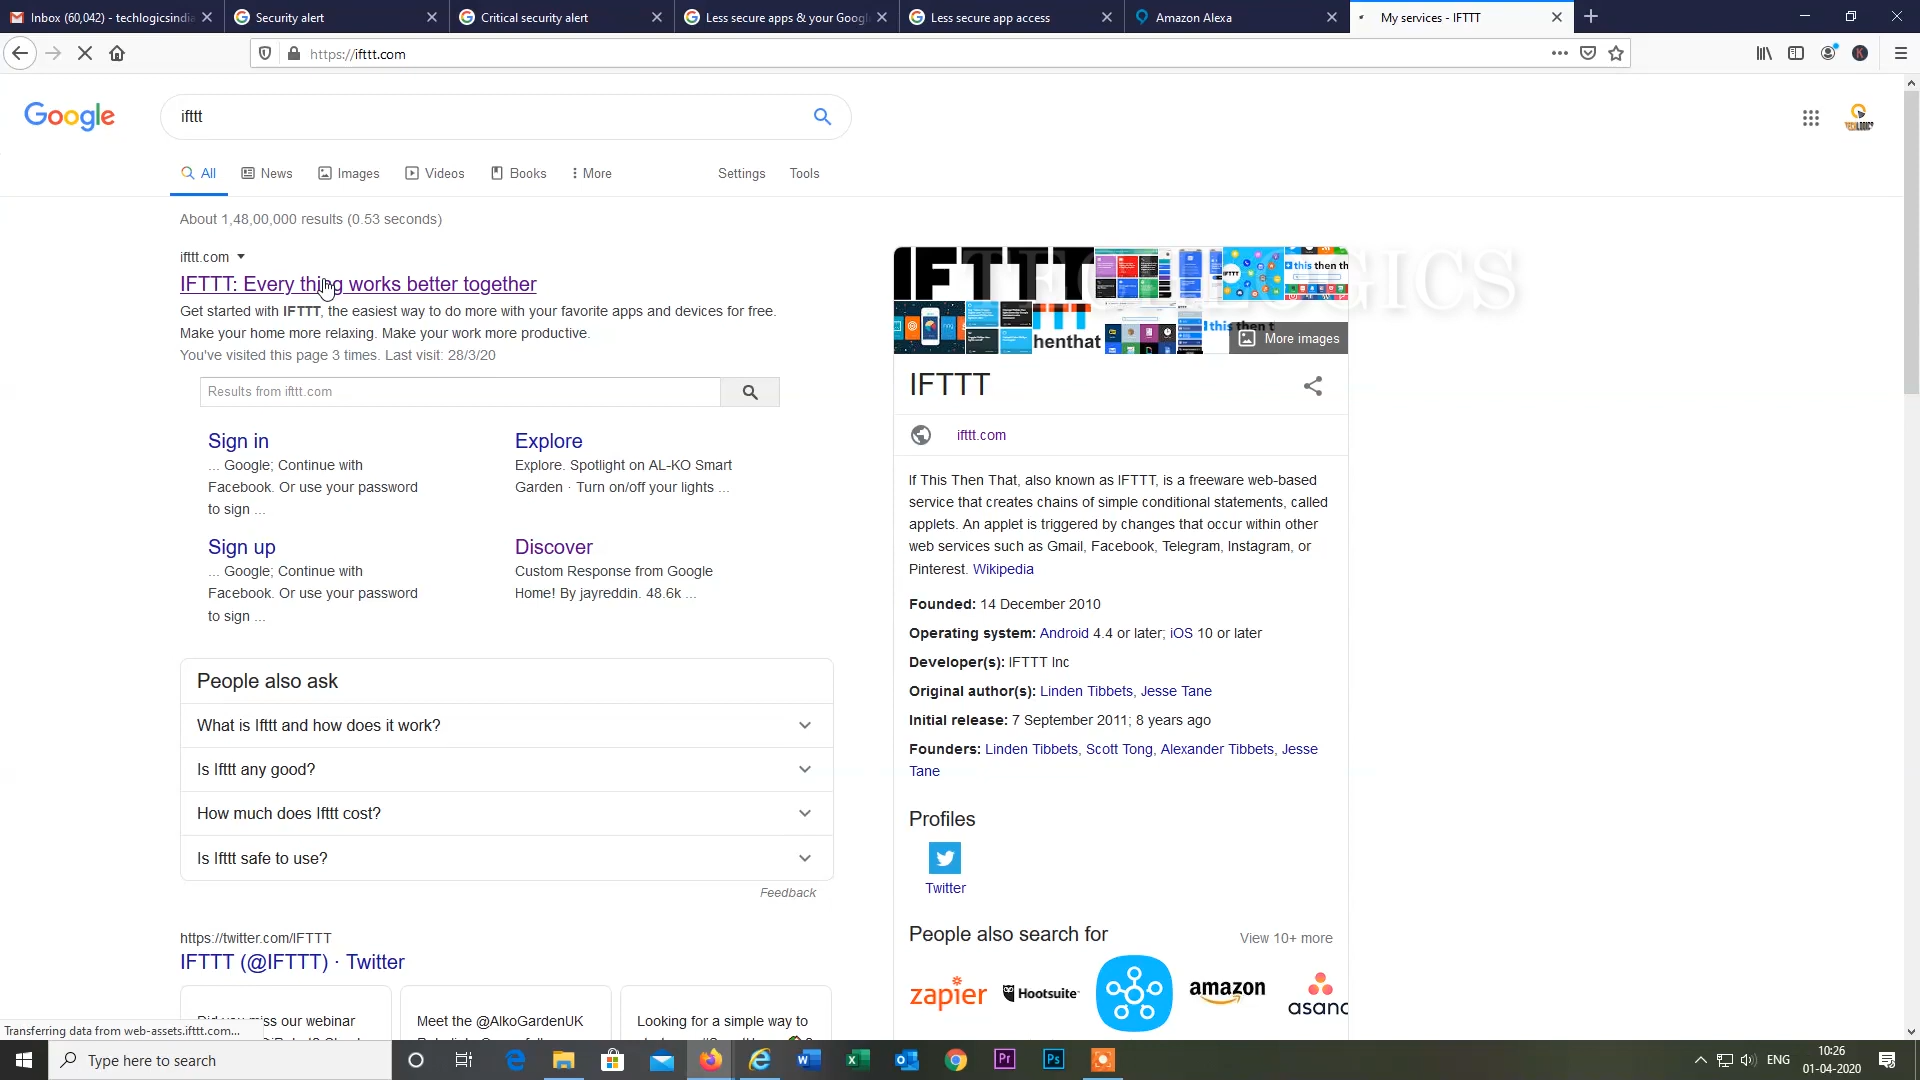 Inbox (60,042) - techlogicsindia
Security alert
Critical security alert
Less secure apps & your Googl
Less secure app access
Amazon Alexa
My services - IFTTT
https://ifttt.com
Google
ifttt
TECHLOGICS
All
News
Images
Videos
Books
More
Settings
Tools
About 1,48,00,000 results (0.53 seconds)
ifttt.com
IFTTT: Every thing works better together
Get started with IFTTT, the easiest way to do more with your favorite apps and devices for free.
Make your home more relaxing. Make your work more productive.
You've visited this page 3 times. Last visit: 28/3/20
Results from ifttt.com
Sign in
... Google; Continue with
Facebook. Or use your password
to sign ...
Explore
Explore. Spotlight on AL-KO Smart
Garden · Turn on/off your lights ...
Sign up
... Google; Continue with
Facebook. Or use your password
to sign ...
Discover
Custom Response from Google
Home! By jayreddin. 48.6k ...
People also ask
What is Ifttt and how does it work?
Is Ifttt any good?
How much does Ifttt cost?
Is Ifttt safe to use?
Feedback
https://twitter.com/IFTTT
IFTTT (@IFTTT) · Twitter
Did you miss our webinar
Meet the @AlkoGardenUK
Looking for a simple way to
IFTTT
this then th
henthat
this then t
More images
IFTTT
ifttt.com
If This Then That, also known as IFTTT, is a freeware web-based
service that creates chains of simple conditional statements, called
applets. An applet is triggered by changes that occur within other
web services such as Gmail, Facebook, Telegram, Instagram, or
Pinterest. Wikipedia
Founded: 14 December 2010
Operating system: Android 4.4 or later; iOS 10 or later
Developer(s): IFTTT Inc
Original author(s): Linden Tibbets, Jesse Tane
Initial release: 7 September 2011; 8 years ago
Founders: Linden Tibbets, Scott Tong, Alexander Tibbets, Jesse
Tane
Profiles
Twitter
People also search for
View 10+ more
zapier
Hootsuite
amazon
asana
Transferring data from web-assets.ifttt.com...
Type here to search
ENG
10:26
01-04-2020